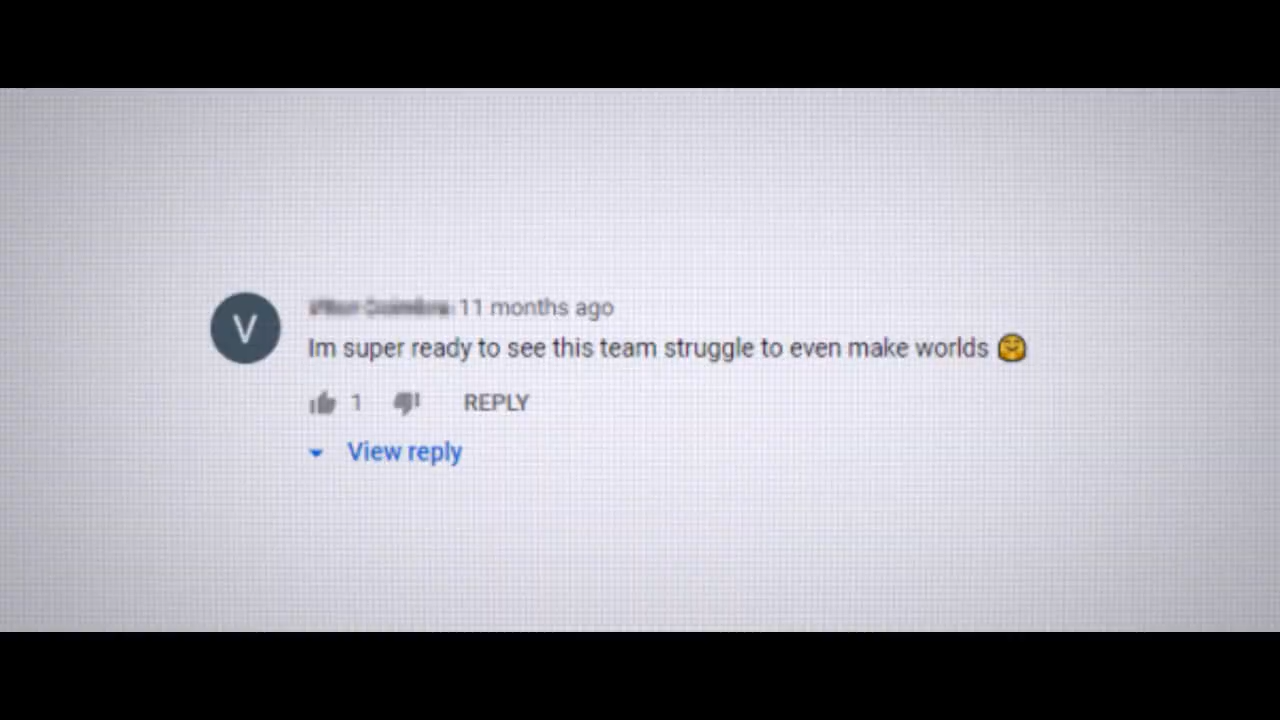 V
11 months ago
Im super ready to see this team struggle to even make worlds 🤗
1 REPLY
View reply